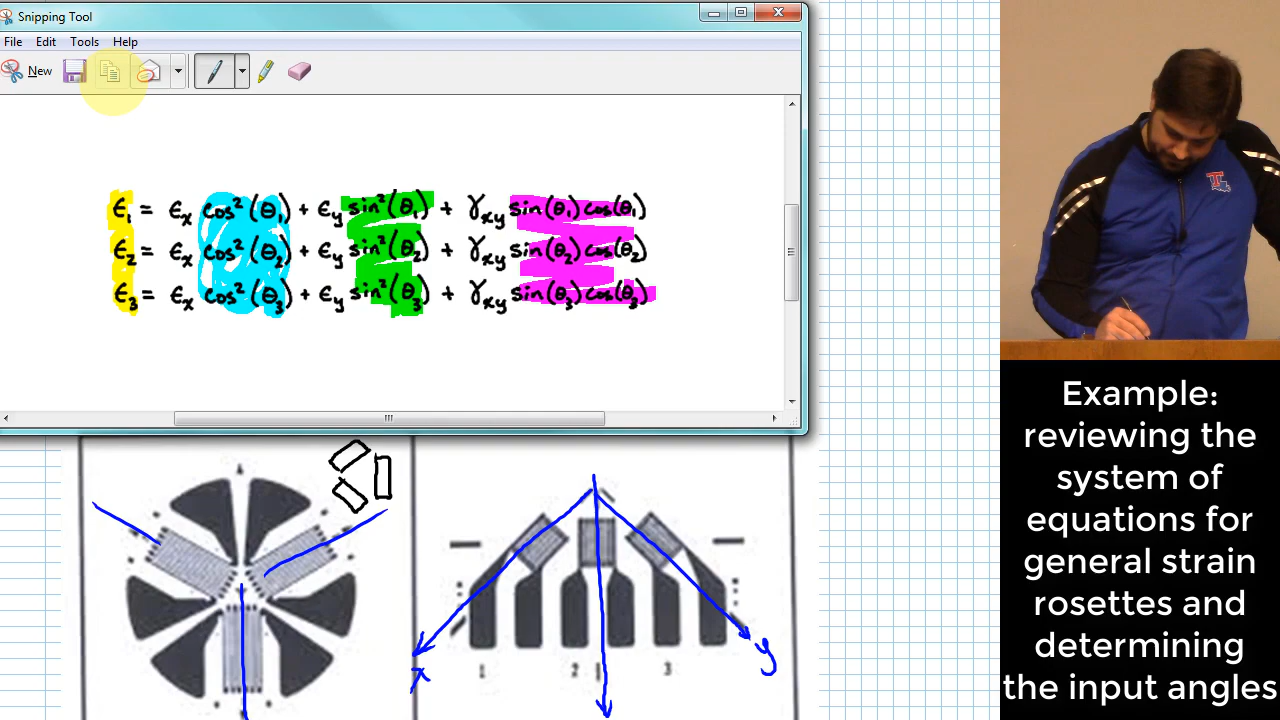 Snipping Tool
File Edit Tools Help
New
ϵ₁ = ϵₓ cos²(θ₁) + ϵy sin²(θ₁) + γxy sin(θ₁) cos(θ₁)
ϵ₂ = ϵₓ cos²(θ₂) + ϵy sin²(θ₂) + γxy sin(θ₂) cos(θ₂)
ϵ₃ = ϵₓ cos²(θ₃) + ϵy sin²(θ₃) + γxy sin(θ₃) cos(θ₃)
x
y
1 2 3
T
Example:
reviewing the
system of
equations for
general strain
rosettes and
determining
the input angles